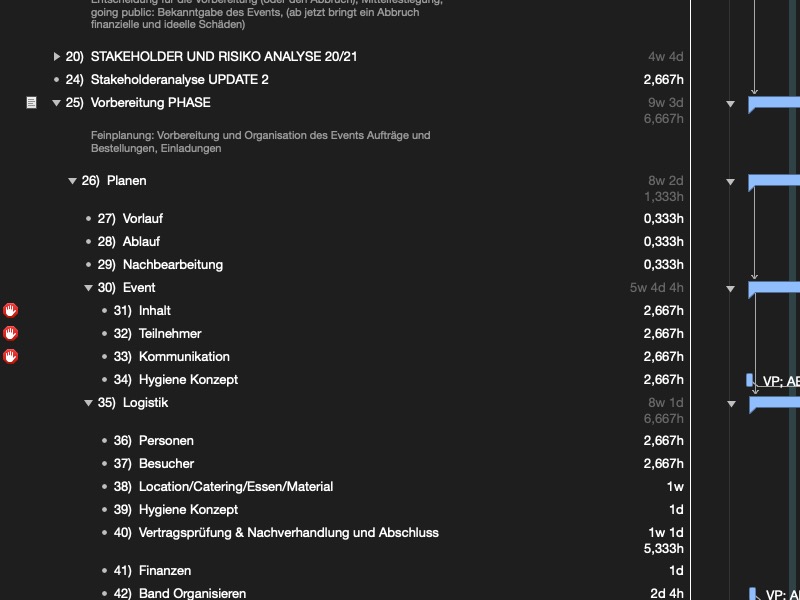 Entscheidung für die Vorbereitung (oder den Abbruch), Mittelfestlegung,
going public: Bekanntgabe des Events, (ab jetzt bringt ein Abbruch
finanzielle und ideelle Schäden)
20) STAKEHOLDER UND RISIKO ANALYSE 20/21 4w 4d
24) Stakeholderanalyse UPDATE 2 2,667h
25) Vorbereitung PHASE 9w 3d
6,667h
Feinplanung: Vorbereitung und Organisation des Events Aufträge und
Bestellungen, Einladungen
26) Planen 8w 2d
1,333h
27) Vorlauf 0,333h
28) Ablauf 0,333h
29) Nachbearbeitung 0,333h
30) Event 5w 4d 4h
31) Inhalt 2,667h
32) Teilnehmer 2,667h
33) Kommunikation 2,667h
34) Hygiene Konzept 2,667h VP; AB
35) Logistik 8w 1d
6,667h
36) Personen 2,667h
37) Besucher 2,667h
38) Location/Catering/Essen/Material 1w
39) Hygiene Konzept 1d
40) Vertragsprüfung & Nachverhandlung und Abschluss 1w 1d
5,333h
41) Finanzen 1d
42) Band Organisieren 2d 4h VP;